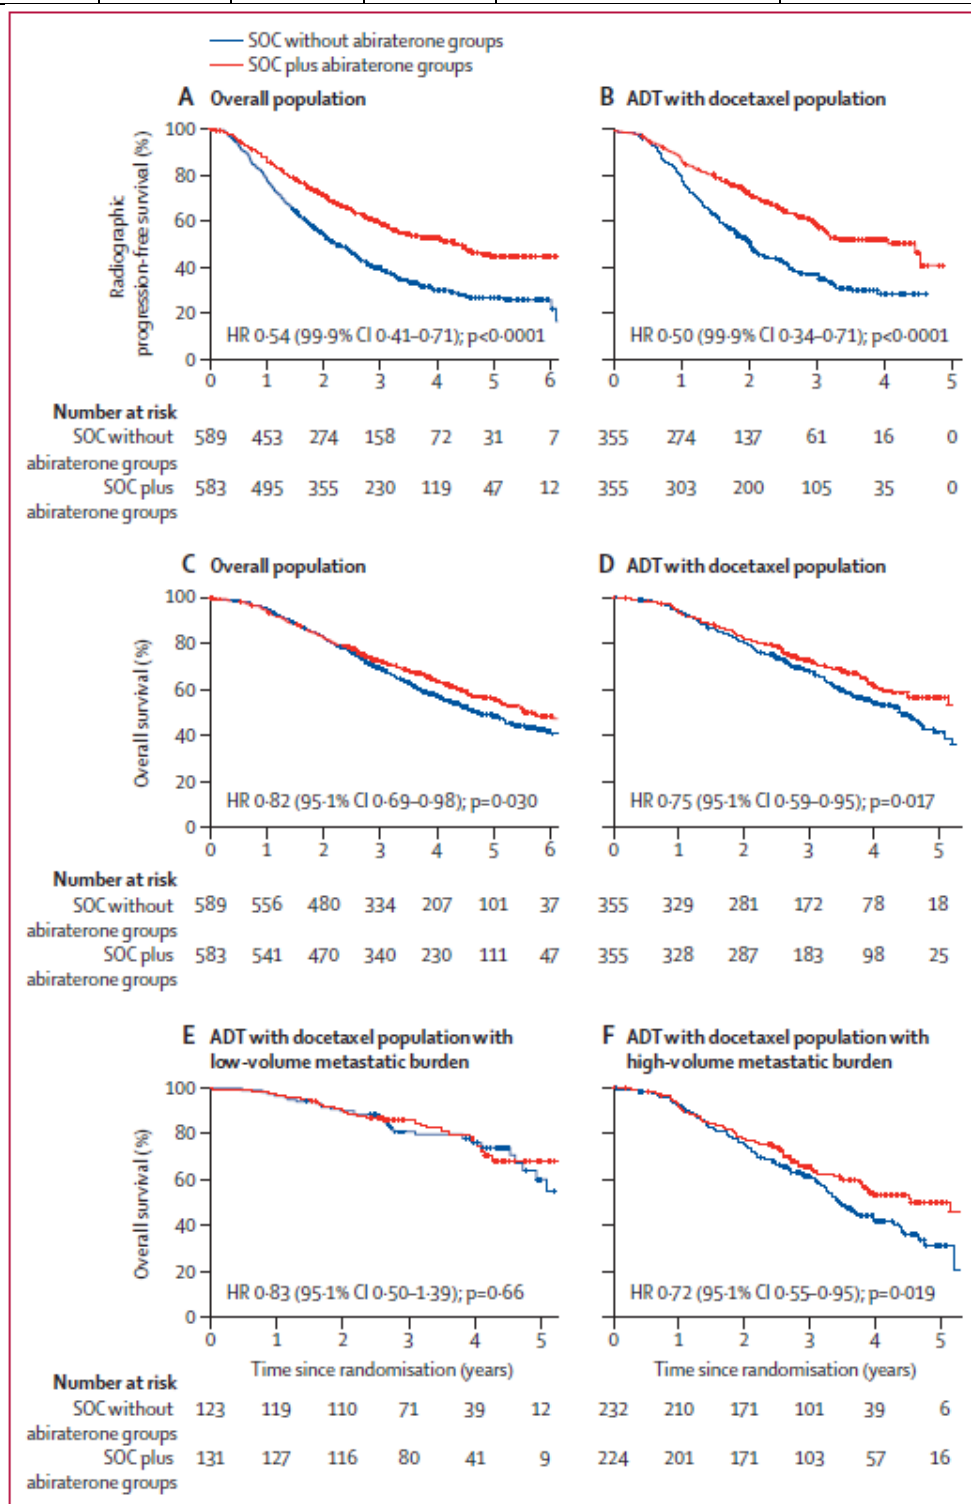 SOC without abiraterone groups
SOC plus abiraterone groups
A Overall population
B ADT with docetaxel population
Radiographic
progression-free survival (%)
100
80
60
40
20
0
HR 0·54 (99·9% CI 0·41–0·71); p<0·0001
HR 0·50 (99·9% CI 0·34–0·71); p<0·0001
0 1 2 3 4 5 6
0 1 2 3 4 5
Number at risk
SOC without 589 453 274 158 72 31 7 355 274 137 61 16 0
abiraterone groups
SOC plus 583 495 355 230 119 47 12 355 303 200 105 35 0
abiraterone groups
C Overall population
D ADT with docetaxel population
Overall survival (%)
100
80
60
40
20
0
HR 0·82 (95·1% CI 0·69–0·98); p=0·030
HR 0·75 (95·1% CI 0·59–0·95); p=0·017
0 1 2 3 4 5 6
0 1 2 3 4 5
Number at risk
SOC without 589 556 480 334 207 101 37 355 329 281 172 78 18
abiraterone groups
SOC plus 583 541 470 340 230 111 47 355 328 287 183 98 25
abiraterone groups
E ADT with docetaxel population with
low-volume metastatic burden
F ADT with docetaxel population with
high-volume metastatic burden
Overall survival (%)
100
80
60
40
20
0
HR 0·83 (95·1% CI 0·50–1·39); p=0·66
HR 0·72 (95·1% CI 0·55–0·95); p=0·019
0 1 2 3 4 5
0 1 2 3 4 5
Time since randomisation (years)
Time since randomisation (years)
Number at risk
SOC without 123 119 110 71 39 12 232 210 171 101 39 6
abiraterone groups
SOC plus 131 127 116 80 41 9 224 201 171 103 57 16
abiraterone groups